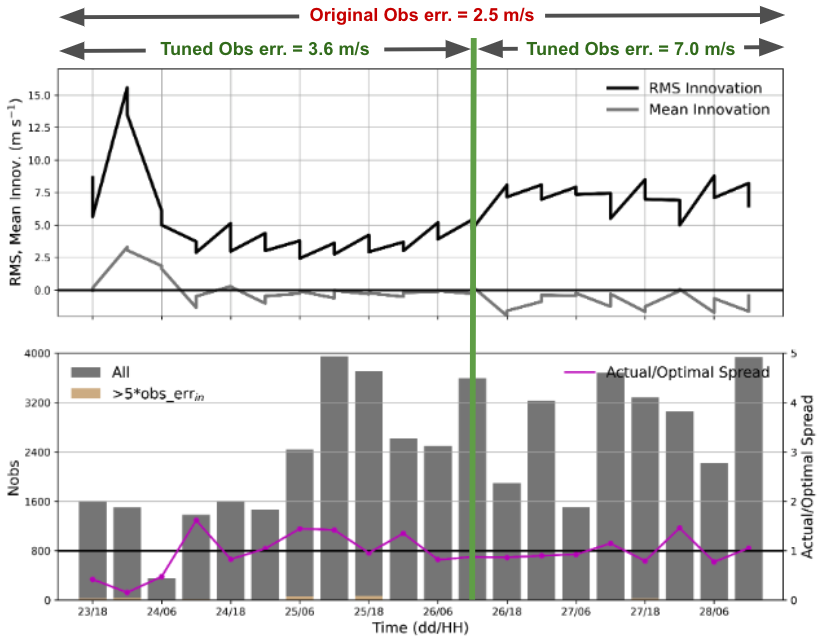 Original Obs err. = 2.5 m/s
Tuned Obs err. = 3.6 m/s
Tuned Obs err. = 7.0 m/s
RMS, Mean Innov. (m s⁻¹)
15.0
12.5
10.0
7.5
5.0
2.5
0.0
RMS Innovation
Mean Innovation
Nobs
4000
3200
2400
1600
800
0
All
>5*obs_errᵢₙ
Actual/Optimal Spread
5
4
3
2
1
0
Actual/Optimal Spread
23/18 24/06 24/18 25/06 25/18 26/06 26/18 27/06 27/18 28/06
Time (dd/HH)